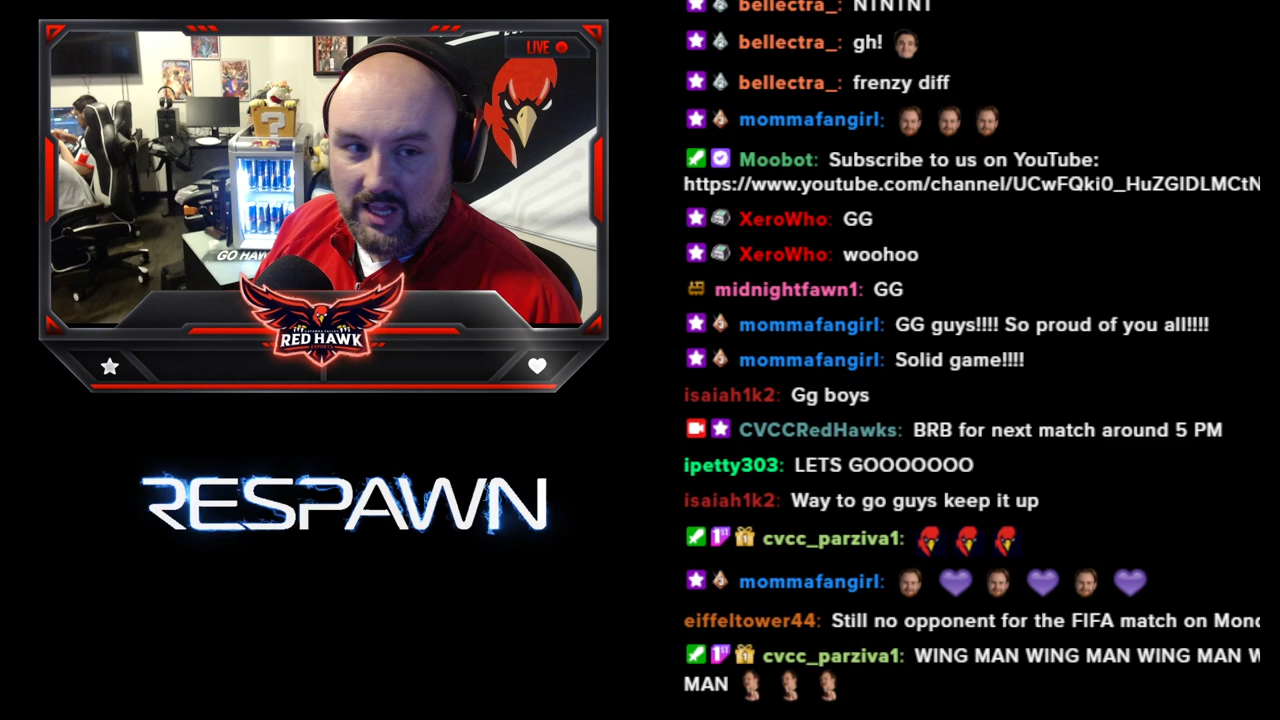 LIVE
?
GO HAW
RED HAWK
RESPAWN
bellectra_: NTNTNT
bellectra_: gh!
bellectra_: frenzy diff
mommafangirl:
Moobot: Subscribe to us on YouTube:
https://www.youtube.com/channel/UCwFQki0_HuZGIDLMCtN
XeroWho: GG
XeroWho: woohoo
midnightfawn1: GG
mommafangirl: GG guys!!!! So proud of you all!!!!
mommafangirl: Solid game!!!!
isaiah1k2: Gg boys
CVCCRedHawks: BRB for next match around 5 PM
ipetty303: LETS GOOOOOOO
isaiah1k2: Way to go guys keep it up
cvcc_parziva1:
mommafangirl:
eiffeltower44: Still no opponent for the FIFA match on Mond
cvcc_parziva1: WING MAN WING MAN WING MAN W
MAN